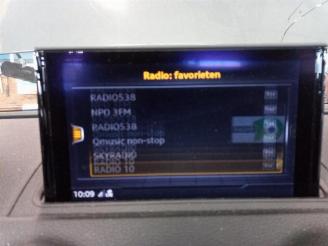 Radio: favorieten
RADIO538
NPO 3FM
RADIO538
Qmusic non-stop
SKYRADIO
RADIO 10
10:09